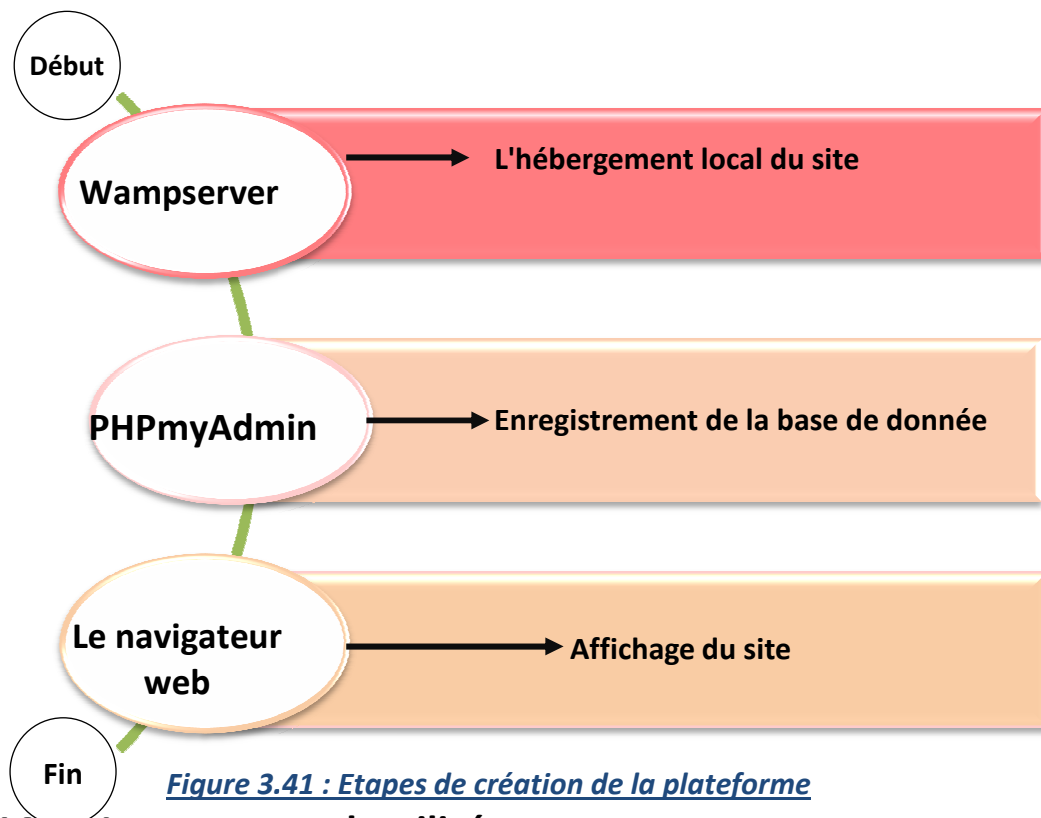 Début
Wampserver
L'hébergement local du site
PHPmyAdmin
Enregistrement de la base de donnée
Le navigateur
web
Affichage du site
Fin
Figure 3.41 : Etapes de création de la plateforme